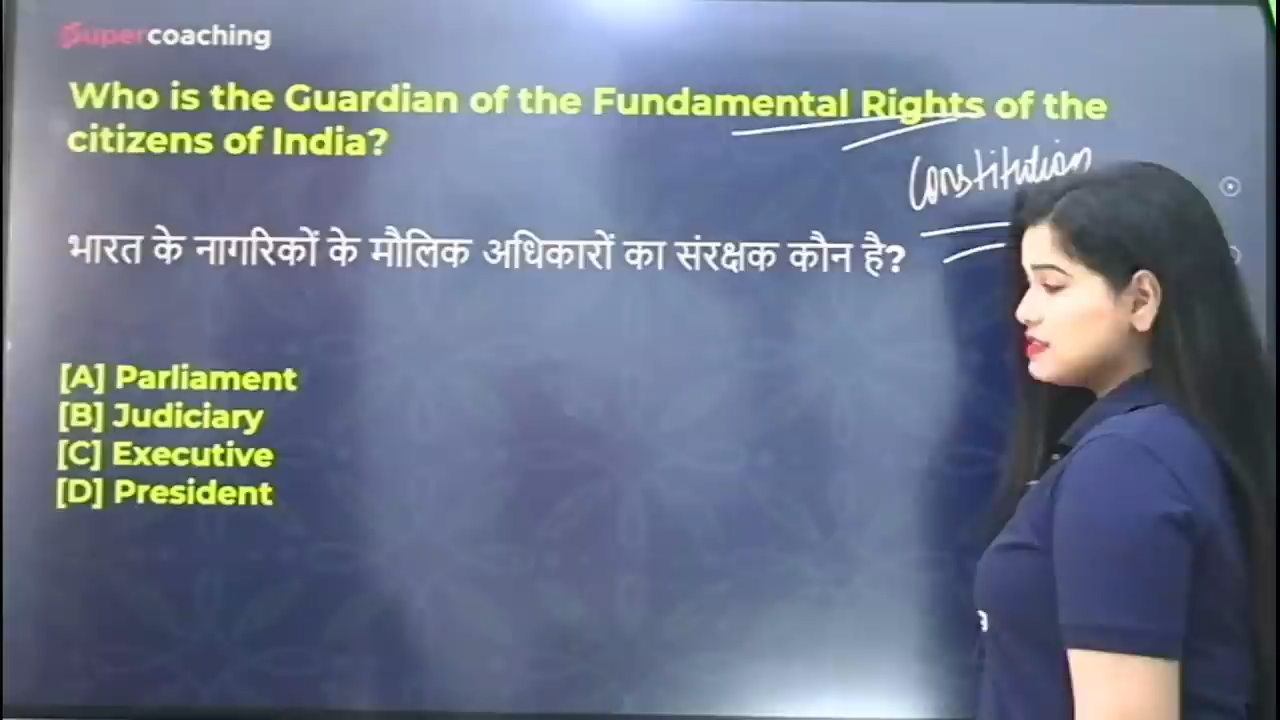 Supercoaching
Who is the Guardian of the Fundamental Rights of the
citizens of India?
Constitution
भारत के नागरिकों के मौलिक अधिकारों का संरक्षक कौन है?
[A] Parliament
[B] Judiciary
[C] Executive
[D] President